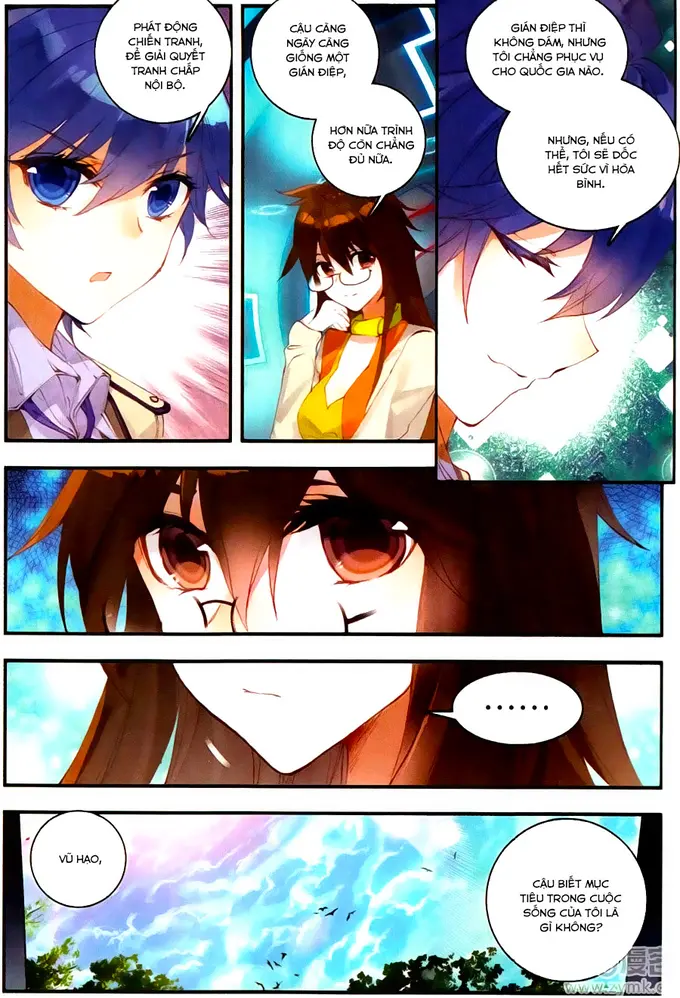 PHÁT ĐỘNG
CHIẾN TRANH,
ĐỂ GIẢI QUYẾT
TRANH CHẤP
NỘI BỘ.
CẬU CĂNG
NGÀY CĂNG
GIỐNG MỘT
GIÁN ĐIỆP,
HƠN NỮA TRÌNH
ĐỘ CÒN CHẲNG
ĐỦ NỮA.
GIÁN ĐIỆP THÌ
KHÔNG DÁM, NHƯNG
TÔI CHẲNG PHỤC VỤ
CHO QUỐC GIA NÀO.
NHƯNG, NẾU CÓ
THỂ, TÔI SẼ DỐC
HẾT SỨC VÌ HÒA
BÌNH.
......
VŨ HẠO,
CẬU BIẾT MỤC
TIÊU TRONG CUỘC
SỐNG CỦA TÔI LÀ
GÌ KHÔNG?